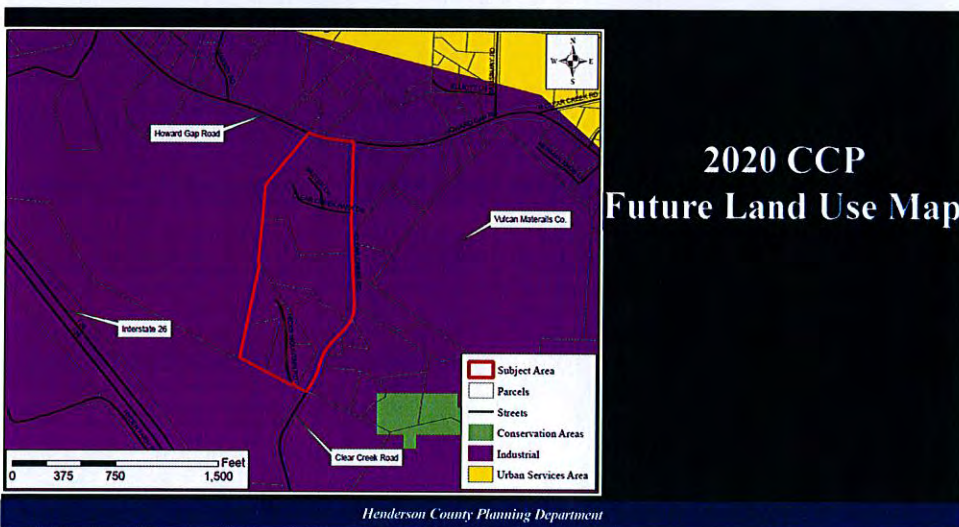 2020 CCP
Future Land Use Map
N
W E
S
Howard Gap Road
Vulcan Materails Co.
Interstate 26
Clear Creek Road
Subject Area
Parcels
Streets
Conservation Areas
Industrial
Urban Services Area
Feet
0 375 750 1,500
Henderson County Planning Department